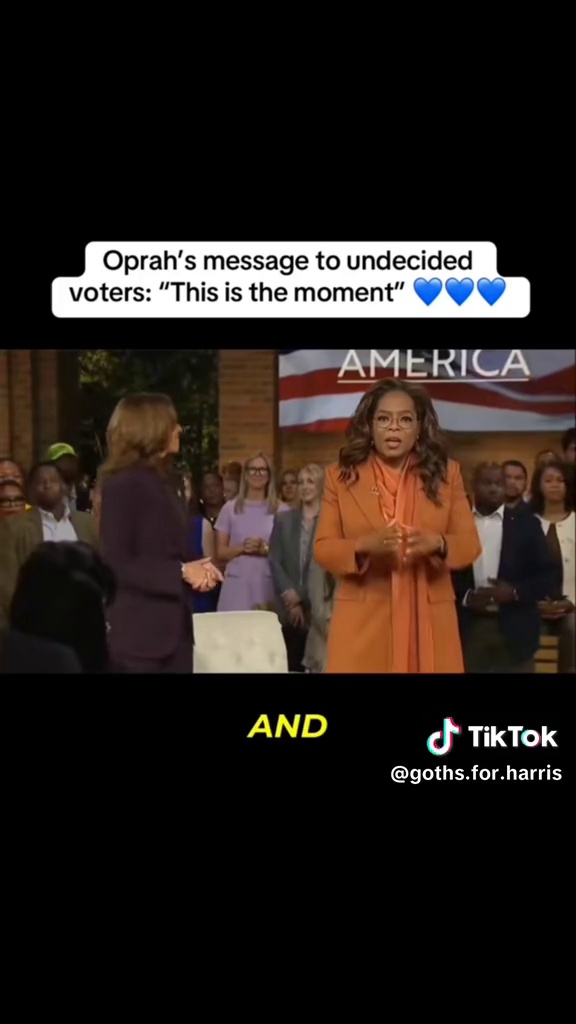 Oprah’s message to undecided
voters: “This is the moment” 💙💙💙
AMERICA
AND
TikTok
@goths.for.harris